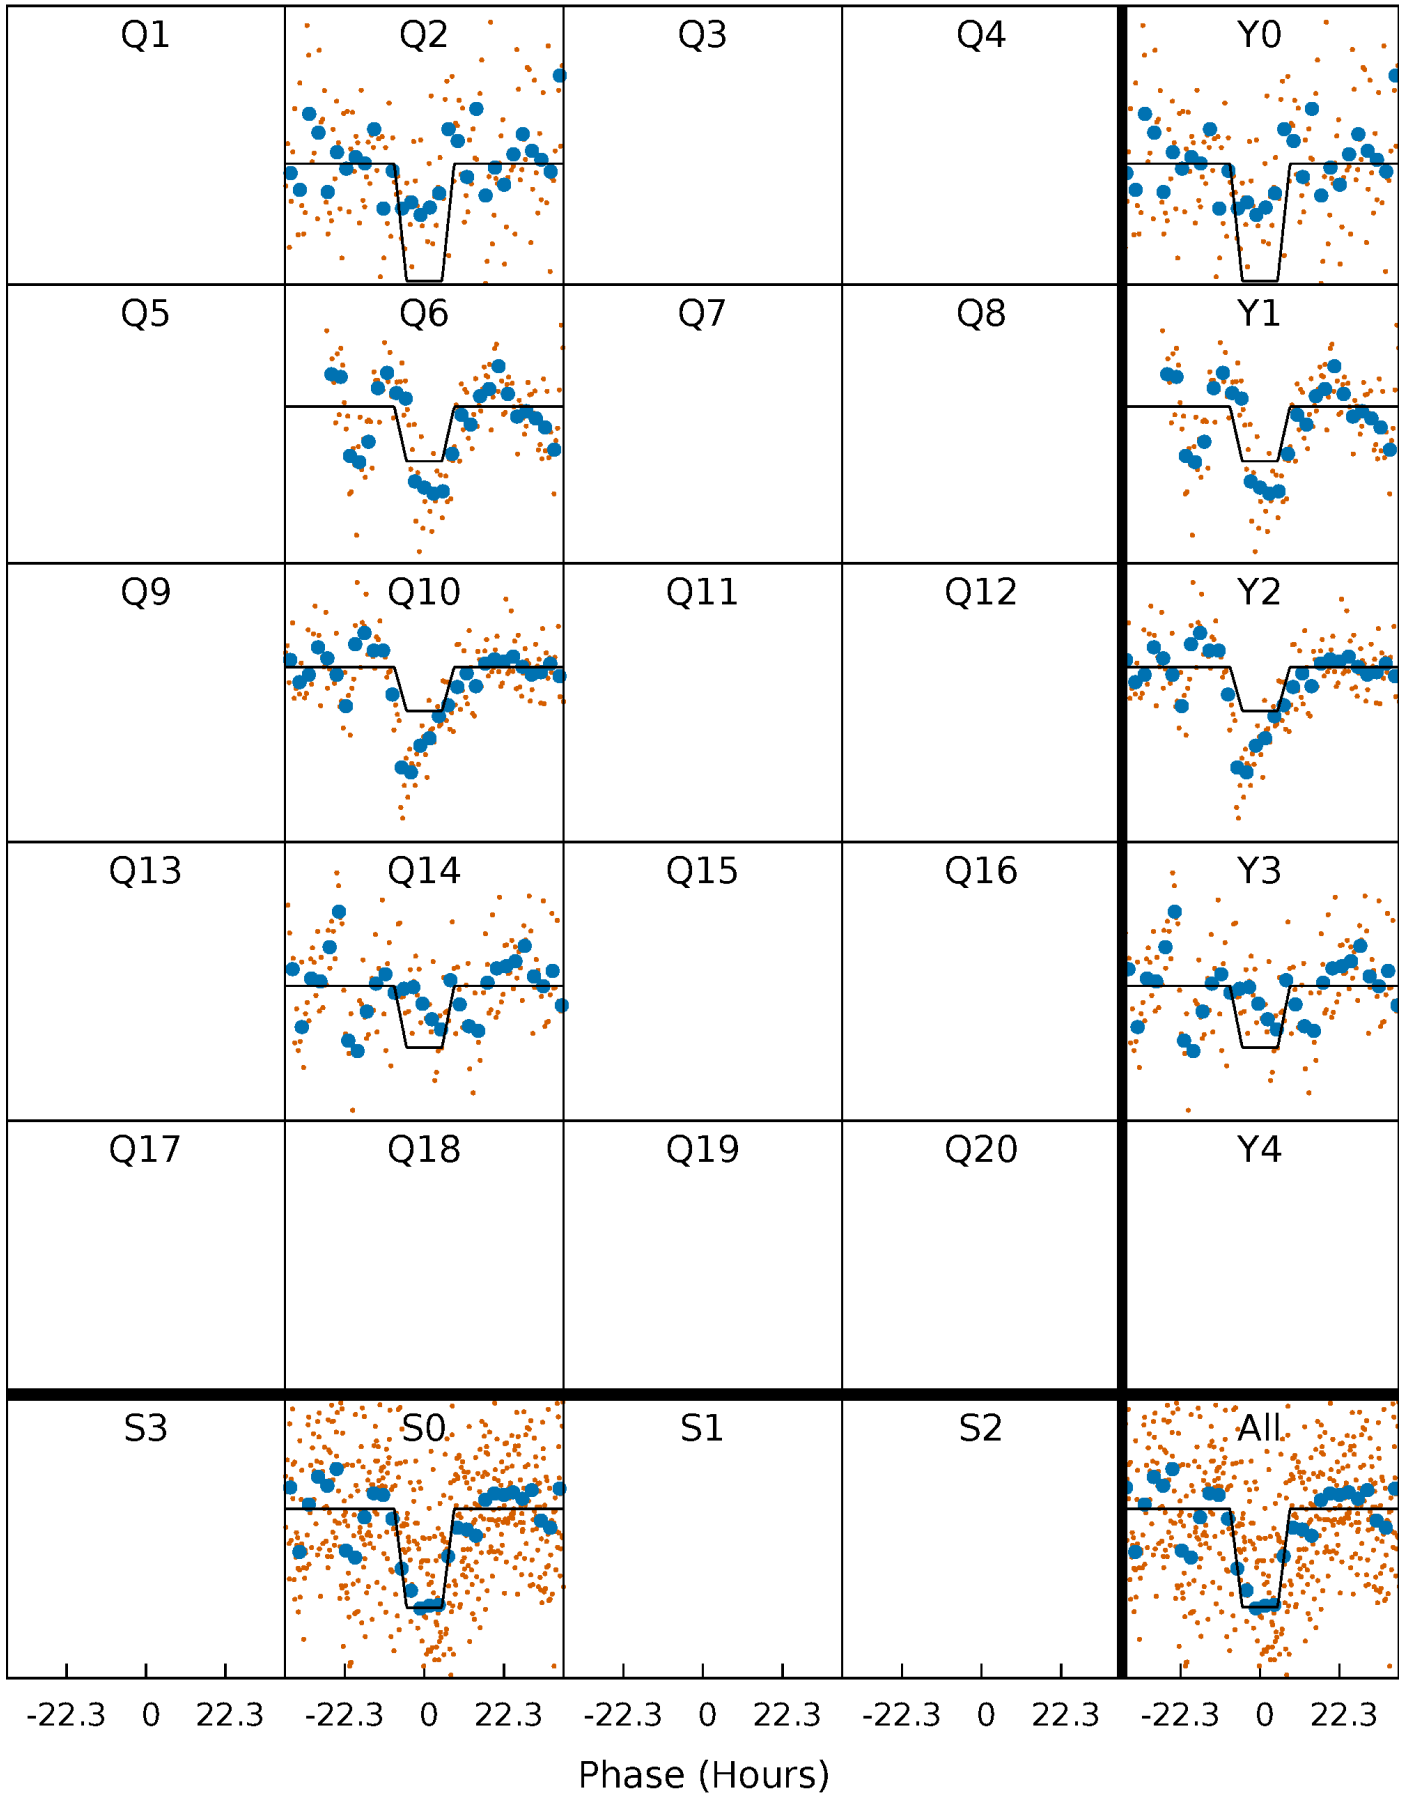 Q1 Q2 Q3 Q4 Y0
Q5 Q6 Q7 Q8 Y1
Q9 Q10 Q11 Q12 Y2
Q13 Q14 Q15 Q16 Y3
Q17 Q18 Q19 Q20 Y4
S3 S0 S1 S2 All
-22.3 0 22.3 -22.3 0 22.3 -22.3 0 22.3 -22.3 0 22.3 -22.3 0 22.3
Phase (Hours)